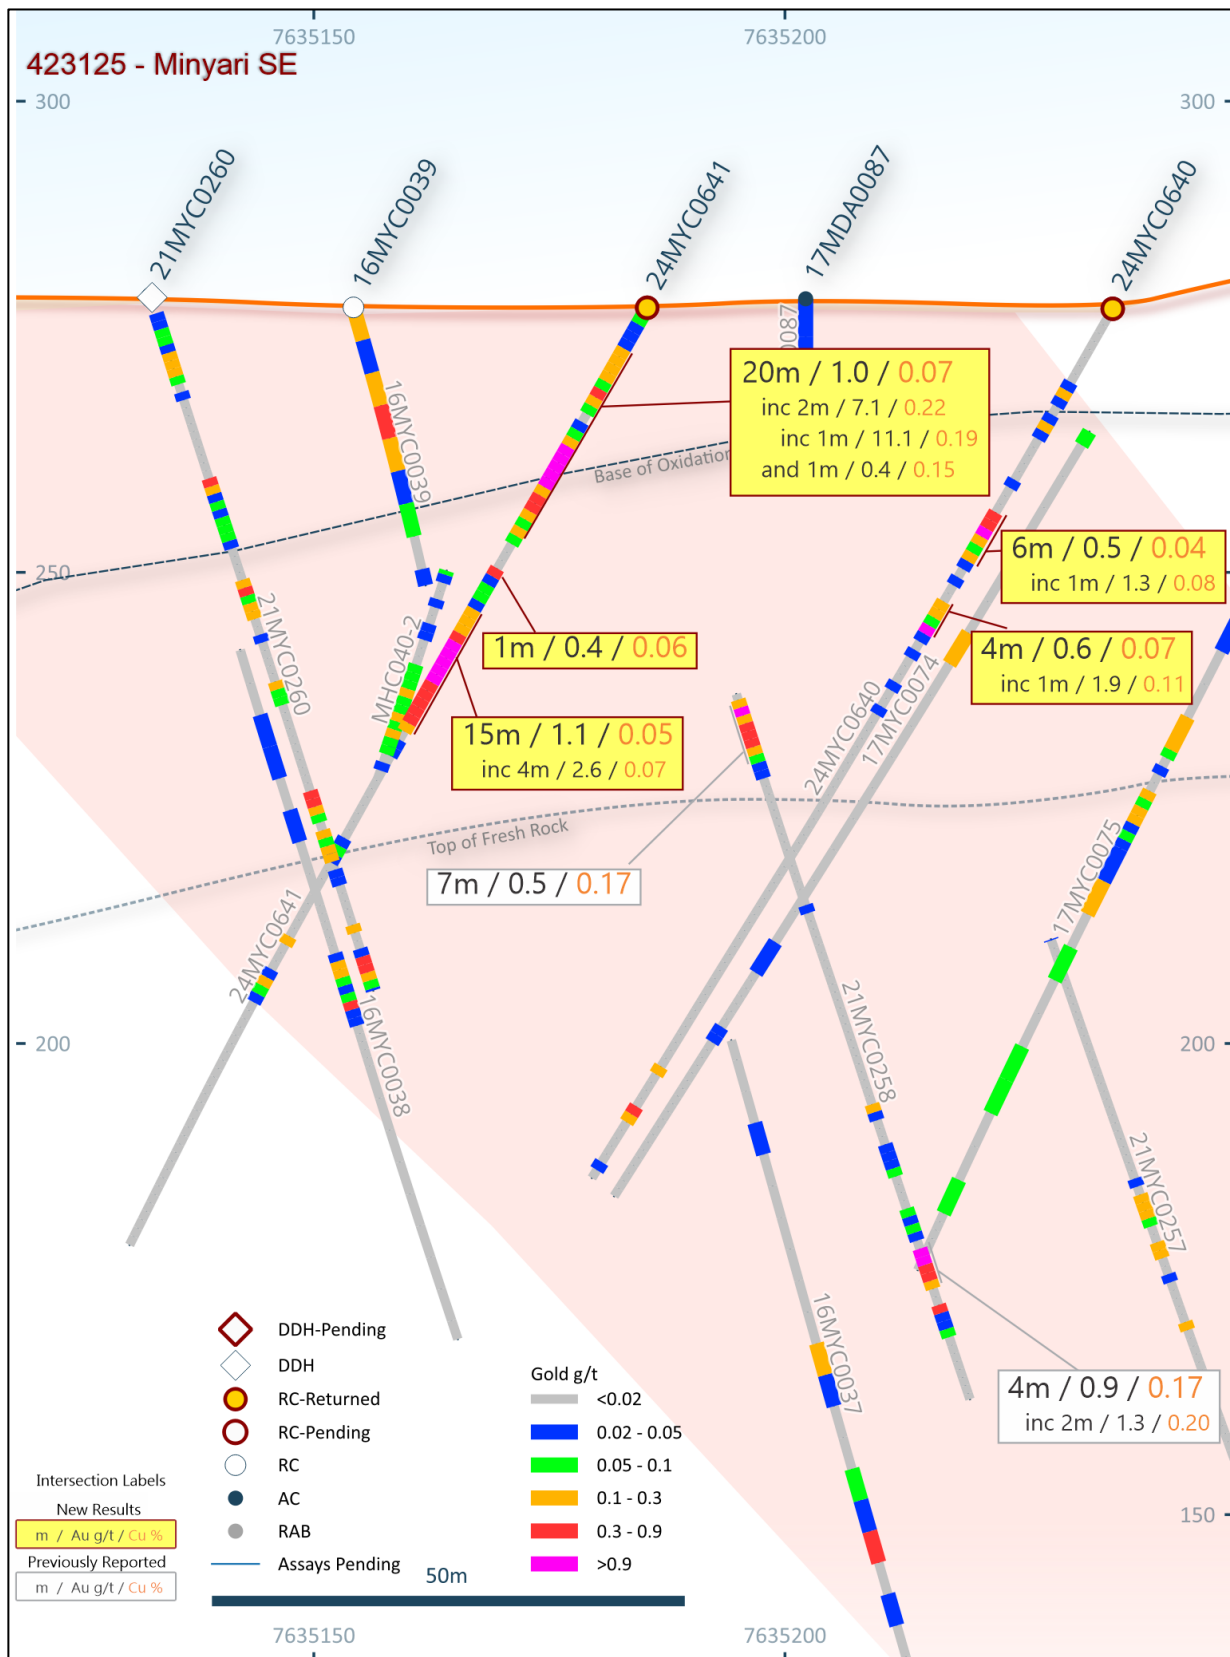 7635150
7635200
423125 - Minyari SE
300
300
21MYC0260
16MYC0039
24MYC0641
17MDA0087
24MYC0640
0087
20m / 1.0 / 0.07
inc 2m / 7.1 / 0.22
inc 1m / 11.1 / 0.19
and 1m / 0.4 / 0.15
16MYC0039
Base of Oxidation
6m / 0.5 / 0.04
inc 1m / 1.3 / 0.08
250
21MYC0260
MHC040-2
1m / 0.4 / 0.06
4m / 0.6 / 0.07
inc 1m / 1.9 / 0.11
24MYC0640
17MYC0074
15m / 1.1 / 0.05
inc 4m / 2.6 / 0.07
Top of Fresh Rock
7m / 0.5 / 0.17
17MYC0075
24MYC0641
16MYC0038
21MYC0258
200
200
21MYC0257
16MYC0037
4m / 0.9 / 0.17
inc 2m / 1.3 / 0.20
150
DDH-Pending
DDH
RC-Returned
RC-Pending
RC
AC
RAB
Assays Pending
Gold g/t
<0.02
0.02 - 0.05
0.05 - 0.1
0.1 - 0.3
0.3 - 0.9
>0.9
Intersection Labels
New Results
m / Au g/t / Cu %
Previously Reported
m / Au g/t / Cu %
50m
7635150
7635200